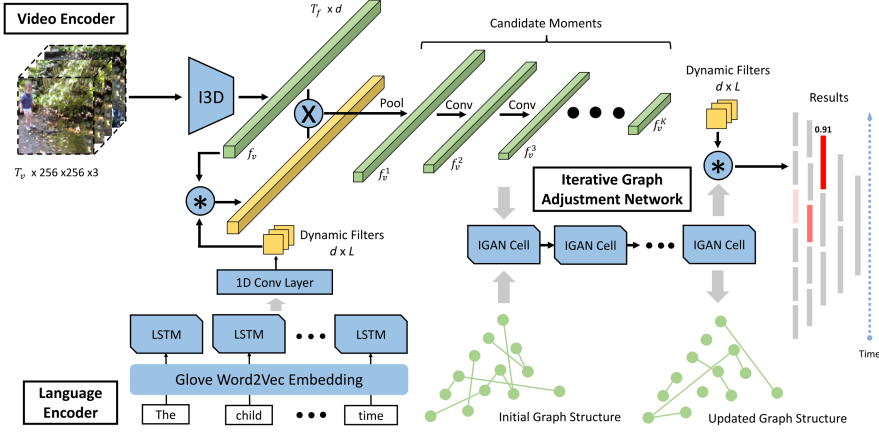 Video Encoder
T_f x d
Candidate Moments
I3D
X
Pool
Conv
Conv
Dynamic Filters
d x L
Results
0.91
f_v
f_v^1
f_v^2
f_v^3
f_v^K
T_v x 256 x256 x3
*
*
Iterative Graph
Adjustment Network
Dynamic Filters
d x L
IGAN Cell
IGAN Cell
IGAN Cell
1D Conv Layer
LSTM
LSTM
LSTM
Time
Glove Word2Vec Embedding
Language
Encoder
The
child
time
Initial Graph Structure
Updated Graph Structure